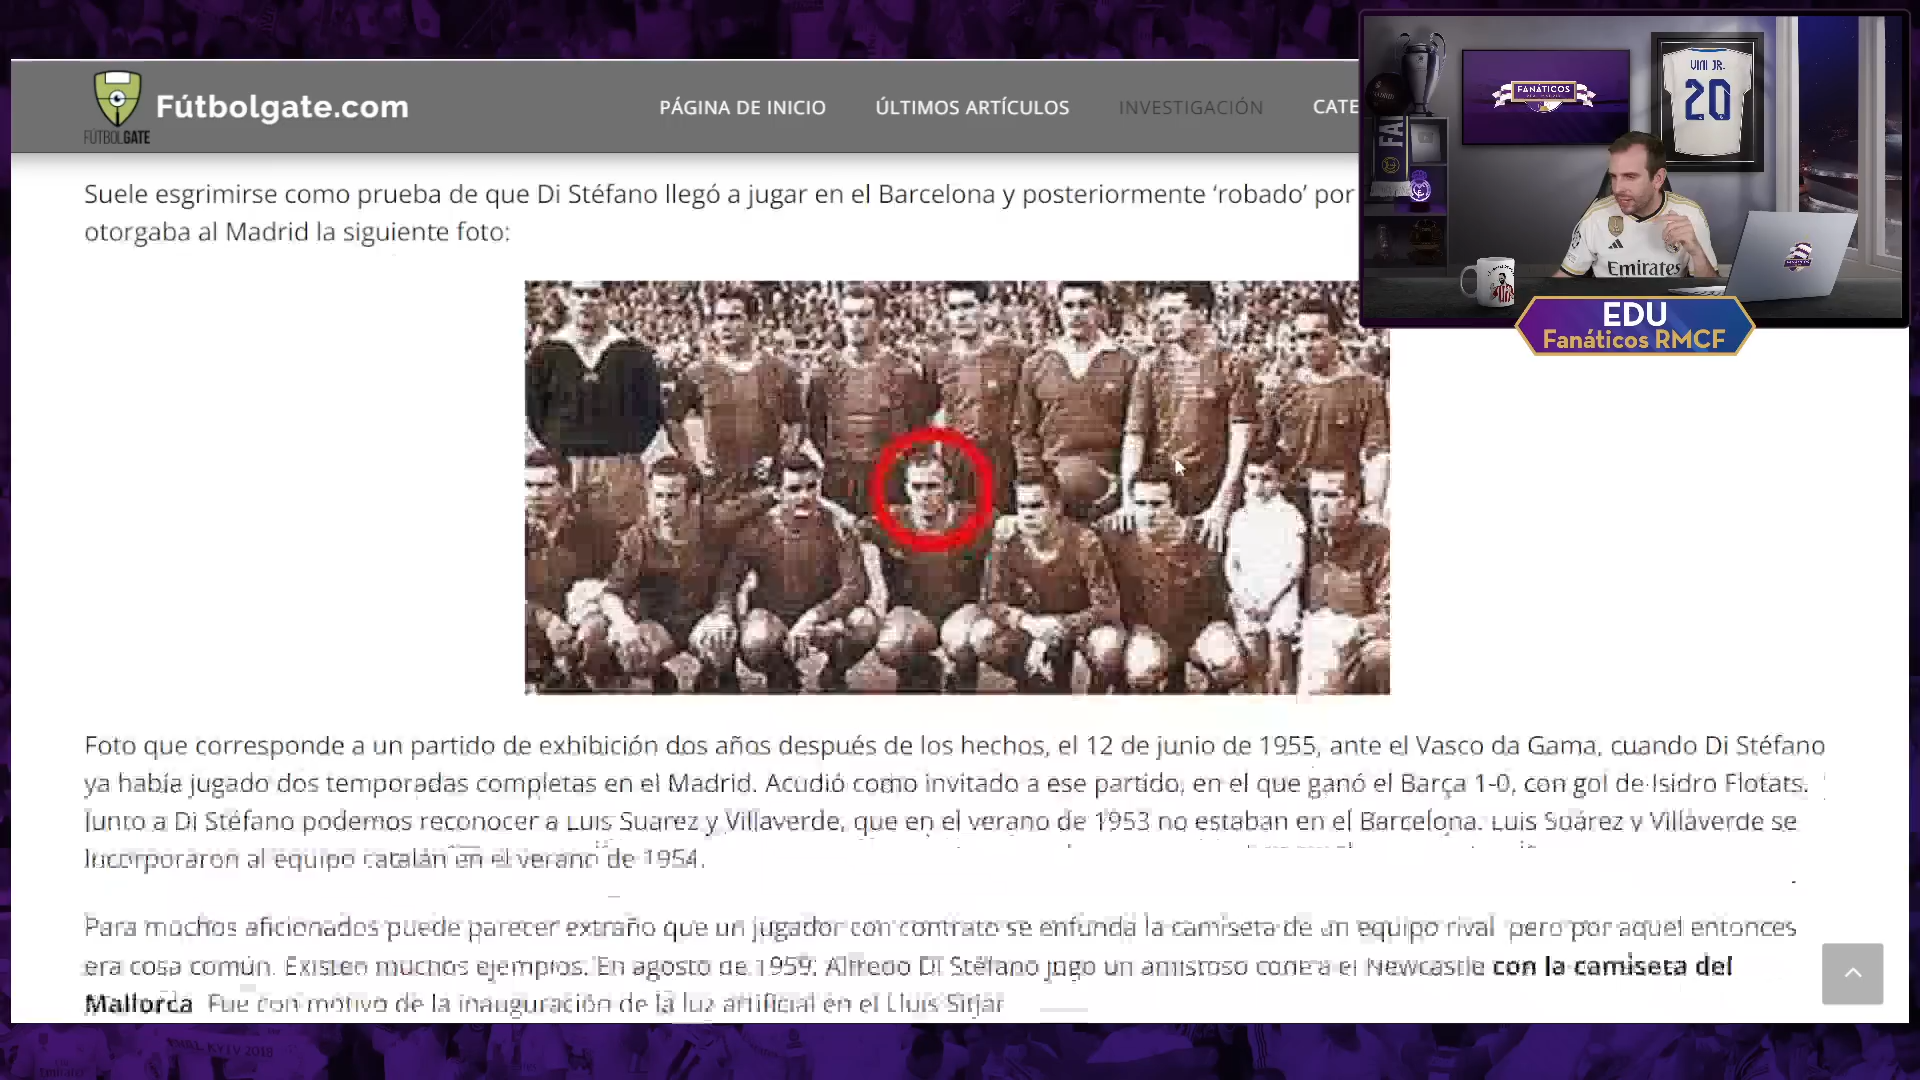 FÚTBOLGATE
Fútbolgate.com
PÁGINA DE INICIO
ÚLTIMOS ARTÍCULOS
INVESTIGACIÓN
CATE
Suele esgrimirse como prueba de que Di Stéfano llegó a jugar en el Barcelona y posteriormente ‘robado’ por
otorgaba al Madrid la siguiente foto:
FANÁTICOS
VINI JR.
20
Emirates
EDU
Fanáticos RMCF
Foto que corresponde a un partido de exhibición dos años después de los hechos, el 12 de junio de 1955, ante el Vasco da Gama, cuando Di Stéfano
ya había jugado dos temporadas completas en el Madrid. Acudió como invitado a ese partido, en el que ganó el Barça 1-0, con gol de Isidro Flotats.
Junto a Di Stéfano podemos reconocer a Luis Suarez y Villaverde, que en el verano de 1953 no estaban en el Barcelona. Luis Suárez y Villaverde se
incorporaron al equipo catalán en el verano de 1954.
Para muchos aficionados puede parecer extraño que un jugador con contrato se enfunda la camiseta de un equipo rival pero por aquel entonces
era cosa común. Existen muchos ejemplos. En agosto de 1959, Alfredo Di Stéfano jugo un amistoso contra el Newcastle con la camiseta del
Mallorca Fue con motivo de la inauguración de la luz artificial en el Lluis Sitjar
KYIV 2018